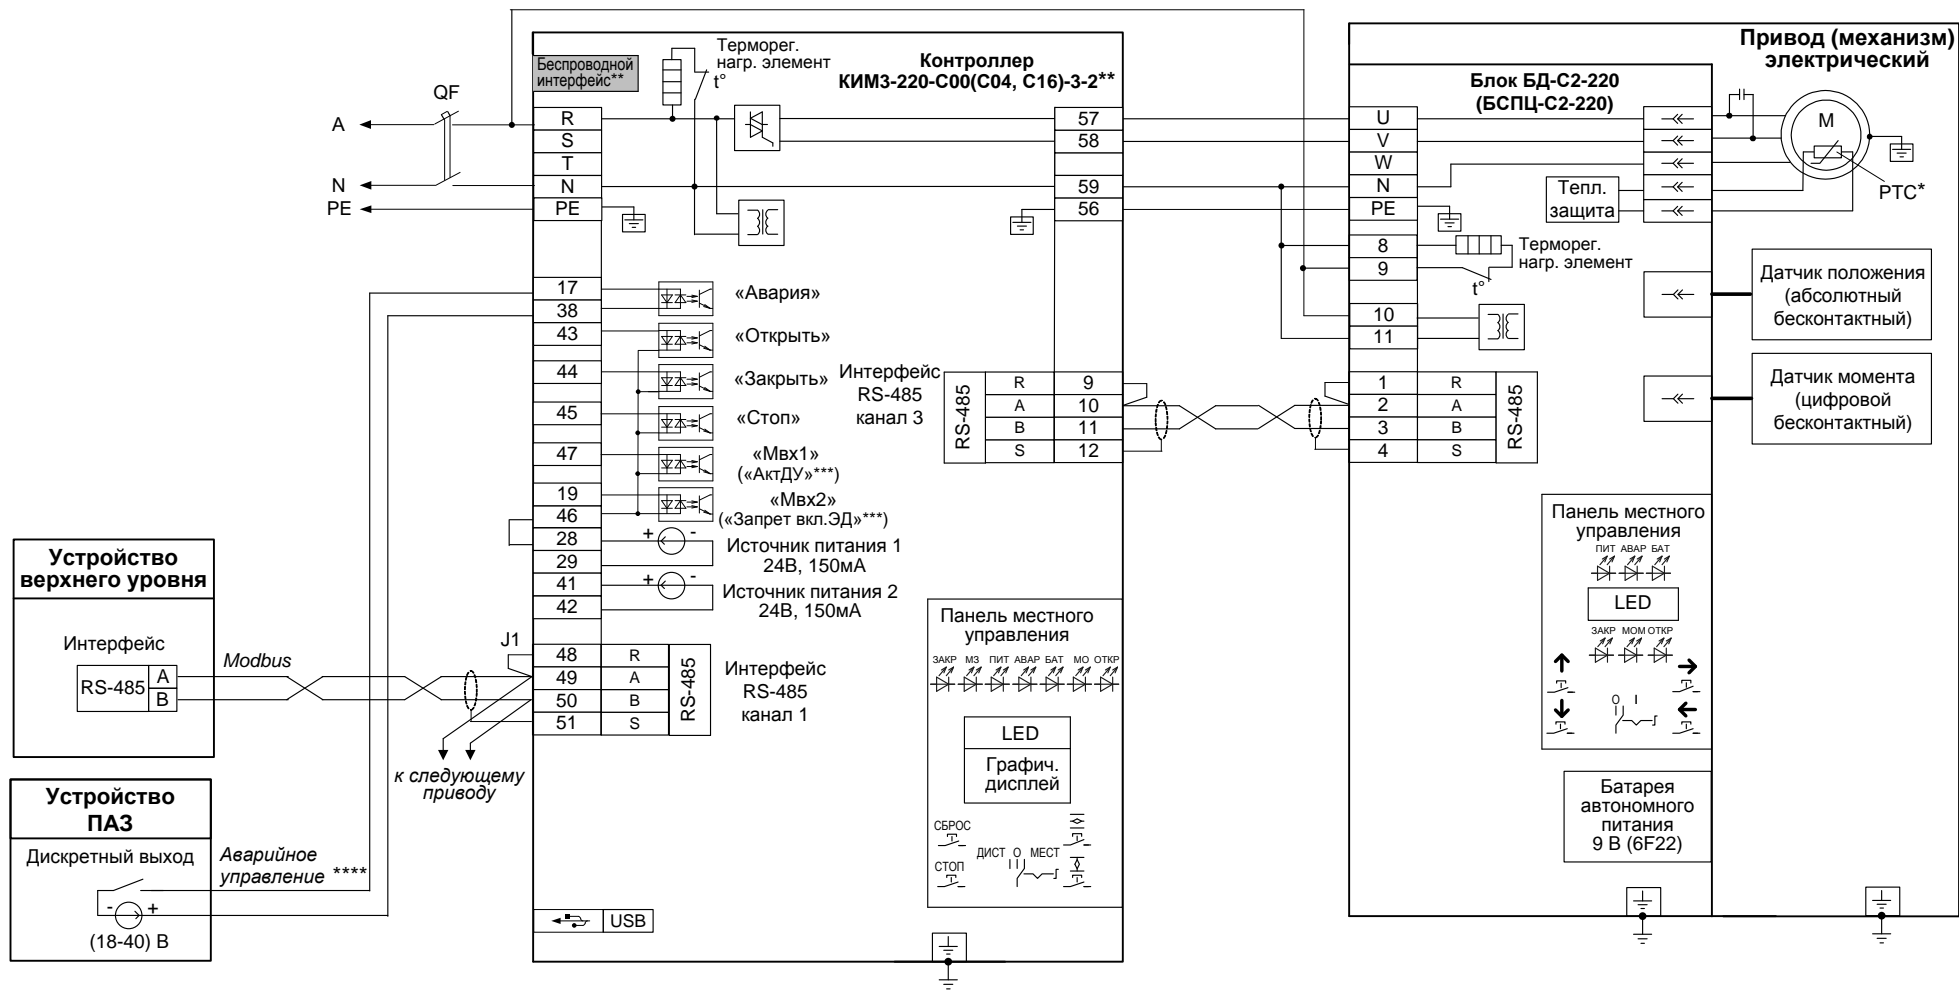 QF
A
N
PE
Беспроводной
интерфейс**
Терморег.
нагр. элемент
t°
Контроллер
КИМ3-220-С00(С04, С16)-3-2**
R
S
T
N
PE
57
58
59
56
17
38
43
44
45
47
19
46
28
29
41
42
«Авария»
«Открыть»
«Закрыть»
«Стоп»
«Мвх1»
(«АктДУ»***)
«Мвх2»
(«Запрет вкл.ЭД»***)
+ -
Источник питания 1
24В, 150мА
+ -
Источник питания 2
24В, 150мА
Интерфейс
RS-485
канал 3
RS-485
R 9
A 10
B 11
S 12
J1
48 R
49 A
50 B
51 S
RS-485
Интерфейс
RS-485
канал 1
USB
Панель местного
управления
ЗАКР МЗ ПИТ АВАР БАТ МО ОТКР
LED
Графич.
дисплей
СБРОС
СТОП
ДИСТ О МЕСТ
Устройство
верхнего уровня
Интерфейс
RS-485
A
B
Modbus
к следующему
приводу
Устройство
ПАЗ
Дискретный выход
- +
(18-40) В
Аварийное
управление ****
Привод (механизм)
электрический
Блок БД-С2-220
(БСПЦ-С2-220)
U
V
W
N
PE
8
9
10
11
Тепл.
защита
M
PTC*
Терморег.
нагр. элемент
t°
1 R
2 A
3 B
4 S
RS-485
Датчик положения
(абсолютный
бесконтактный)
Датчик момента
(цифровой
бесконтактный)
Панель местного
управления
ПИТ АВАР БАТ
LED
ЗАКР МОМ ОТКР
О I
Батарея
автономного
питания
9 В (6F22)